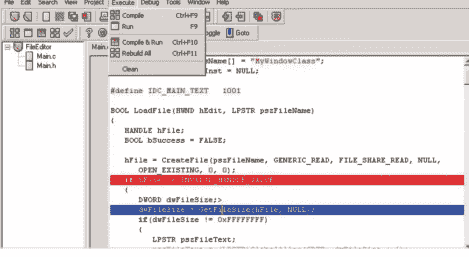 File Edit Search View Project Execute Debug Tools Window Help
Compile Ctrl+F9
Run F9
Compile & Run Ctrl+F10
Rebuild All Ctrl+F11
Clean
Toggle Goto
FileEditor
Main.c
Main.h
Main.c
Name[] = "MyWindowClass";
Inst = NULL;
#define IDC_MAIN_TEXT 1001
BOOL LoadFile(HWND hEdit, LPSTR pszFileName)
{
HANDLE hFile;
BOOL bSuccess = FALSE;
hFile = CreateFile(pszFileName, GENERIC_READ, FILE_SHARE_READ, NULL,
OPEN_EXISTING, 0, 0);
{
DWORD dwFileSize;>
dwFileSize = GetFileSize(hFile, NULL);
if(dwFileSize != 0xFFFFFFFF)
{
LPSTR pszFileText;